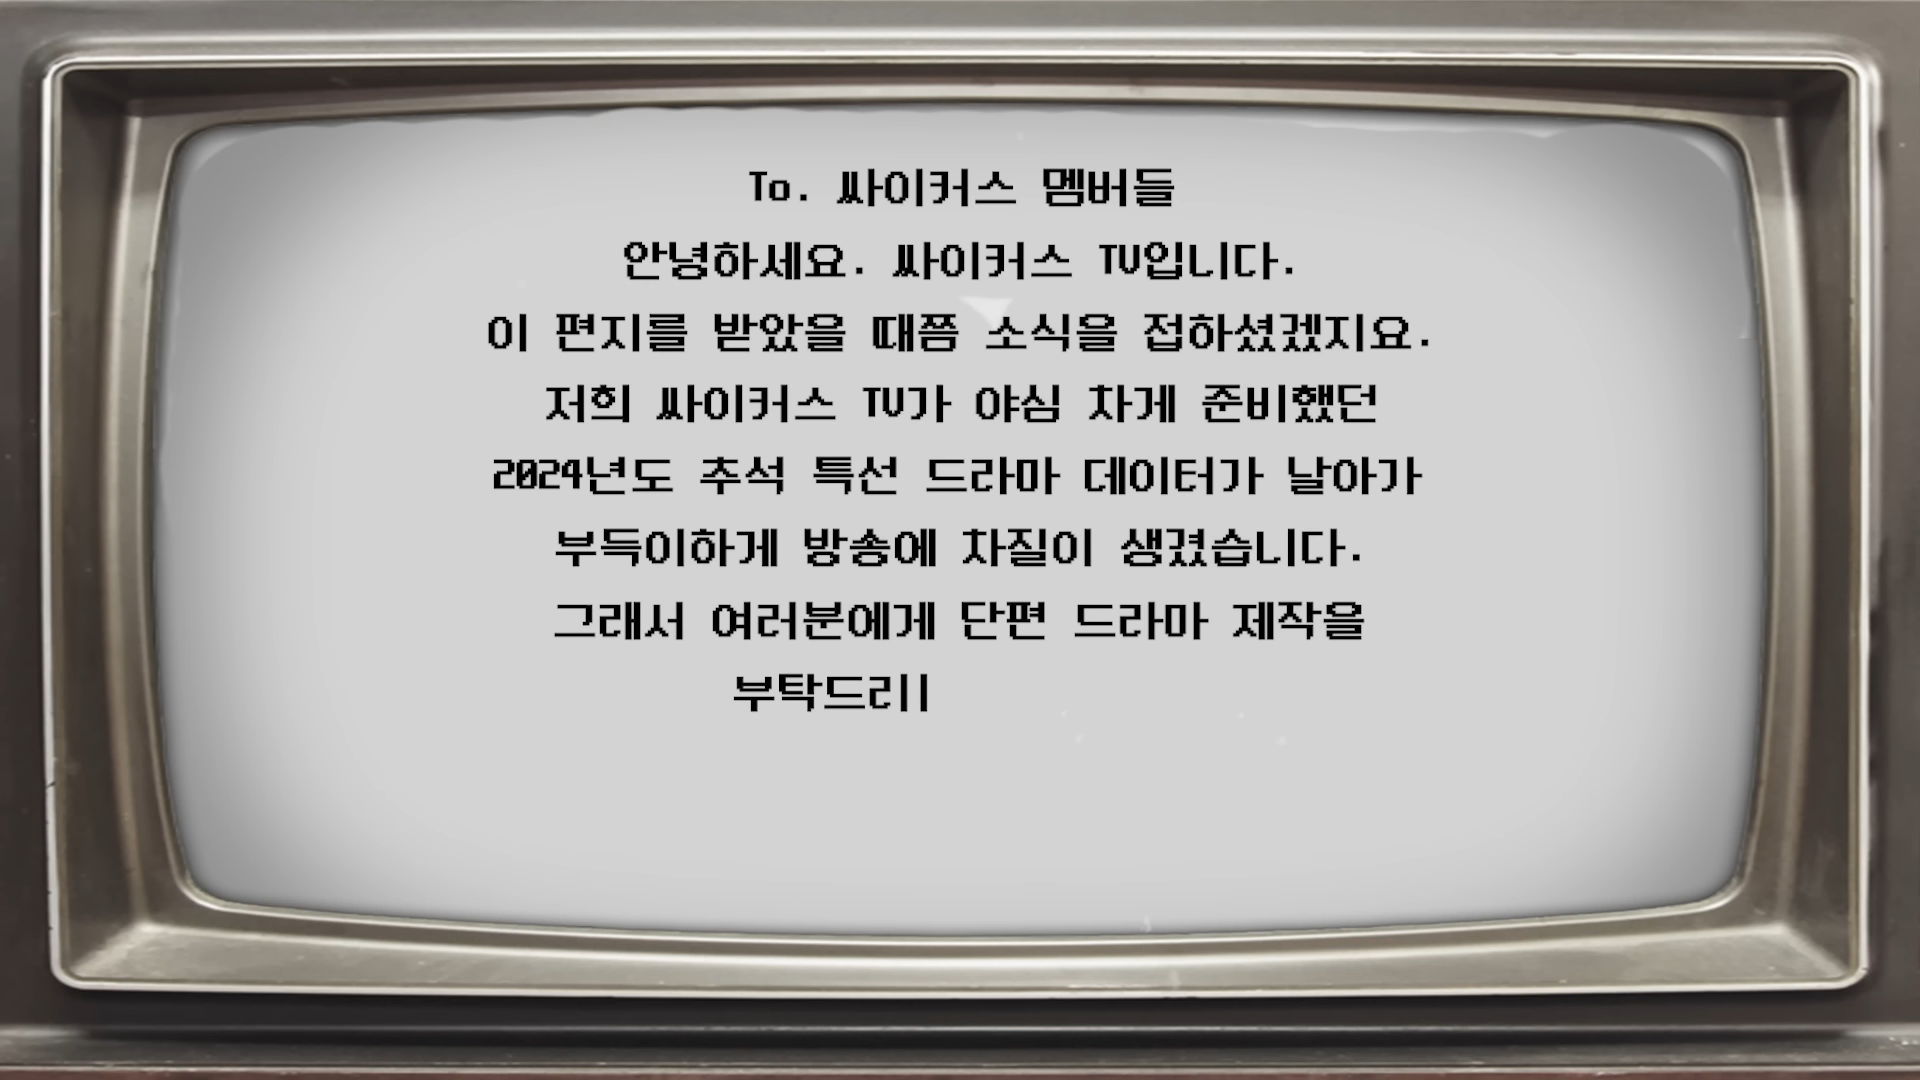 To. 싸이커스 멤버들
안녕하세요. 싸이커스 TV입니다.
이 편지를 받았을 때쯤 소식을 접하셨겠지요.
저희 싸이커스 TV가 야심 차게 준비했던
2024년도 추석 특선 드라마 데이터가 날아가
부득이하게 방송에 차질이 생겼습니다.
그래서 여러분에게 단편 드라마 제작을
부탁드리|